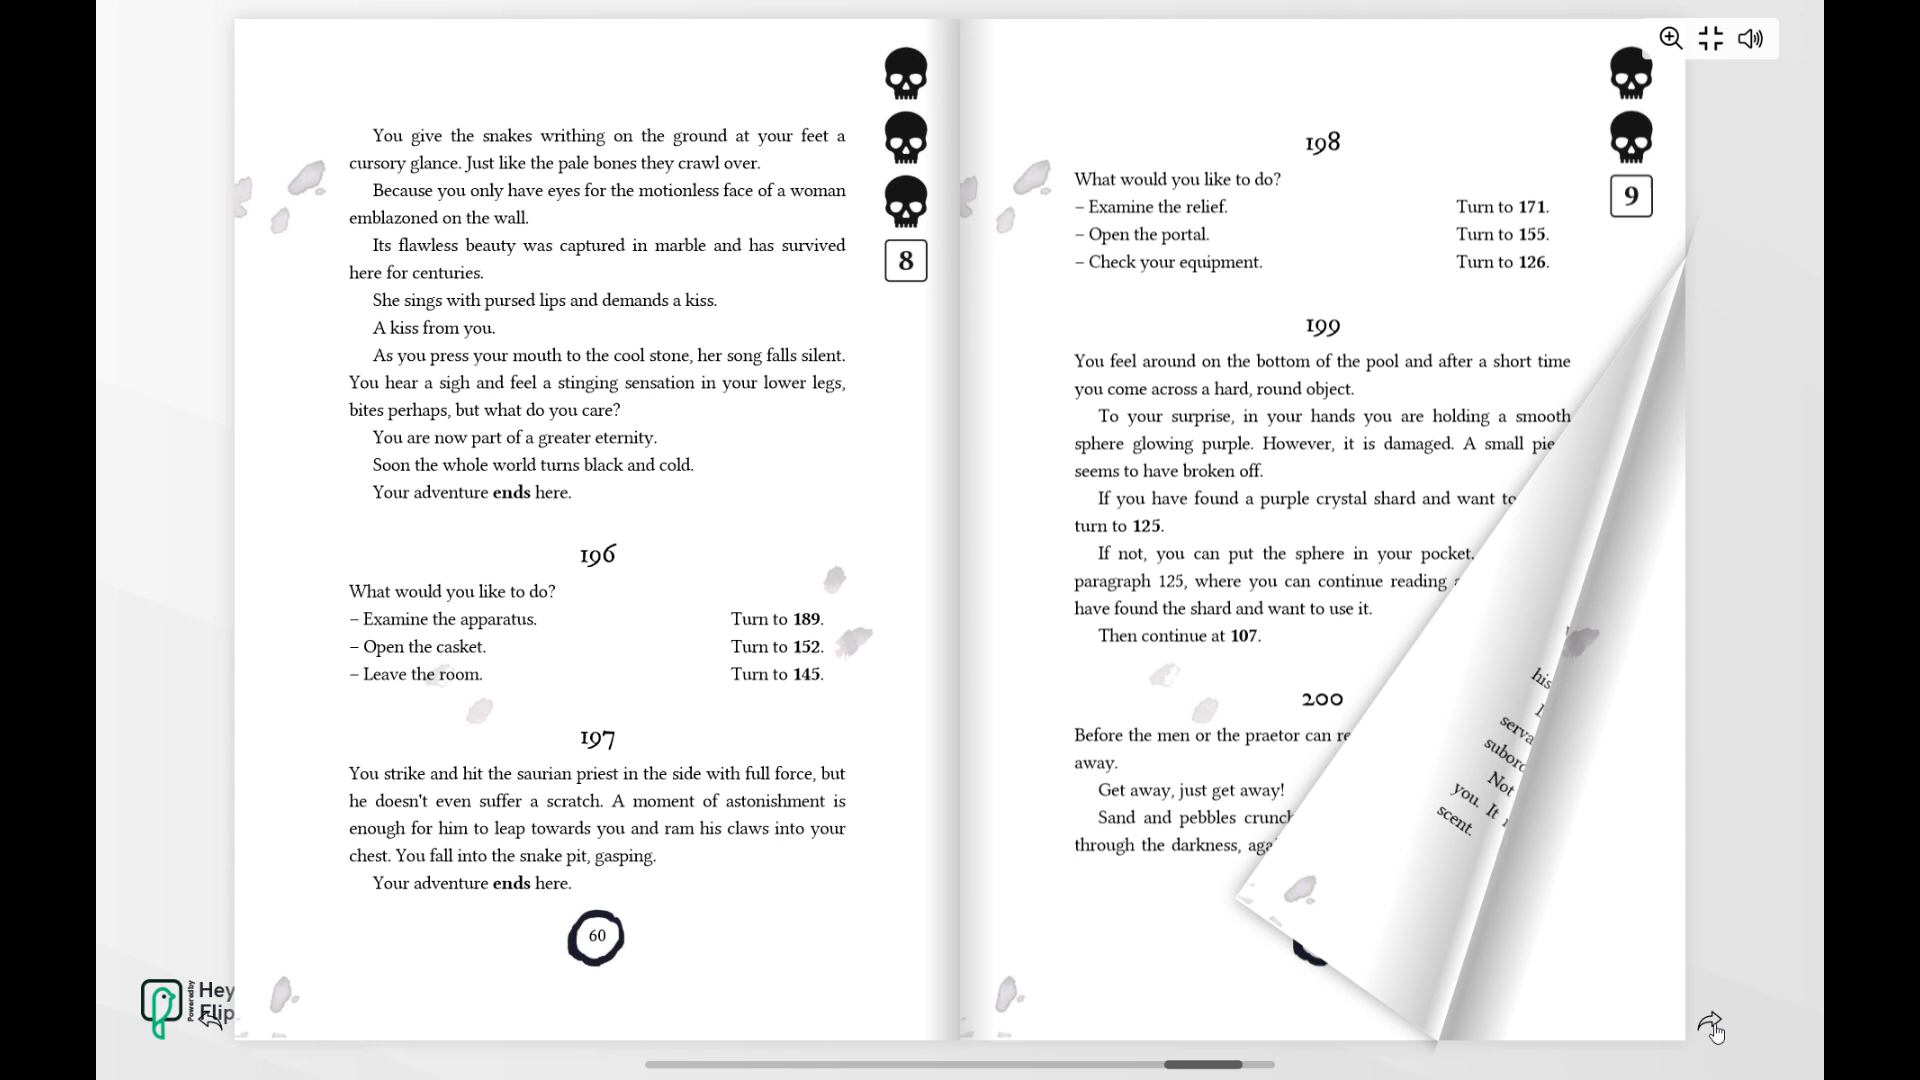 You give the snakes writhing on the ground at your feet a
cursory glance. Just like the pale bones they crawl over.
Because you only have eyes for the motionless face of a woman
emblazoned on the wall.
Its flawless beauty was captured in marble and has survived
here for centuries.
She sings with pursed lips and demands a kiss.
A kiss from you.
As you press your mouth to the cool stone, her song falls silent.
You hear a sigh and feel a stinging sensation in your lower legs,
bites perhaps, but what do you care?
You are now part of a greater eternity.
Soon the whole world turns black and cold.
Your adventure ends here.
8
196
What would you like to do?
– Examine the apparatus. Turn to 189.
– Open the casket. Turn to 152.
– Leave the room. Turn to 145.
197
You strike and hit the saurian priest in the side with full force, but
he doesn't even suffer a scratch. A moment of astonishment is
enough for him to leap towards you and ram his claws into your
chest. You fall into the snake pit, gasping.
Your adventure ends here.
60
Powered by
Hey
Flip
198
What would you like to do?
– Examine the relief. Turn to 171.
– Open the portal. Turn to 155.
– Check your equipment. Turn to 126.
9
199
You feel around on the bottom of the pool and after a short time
you come across a hard, round object.
To your surprise, in your hands you are holding a smooth
sphere glowing purple. However, it is damaged. A small
seems to have broken off.
If you have found a purple crystal shard and want to
turn to 125.
If not, you can put the sphere in your pocket.
paragraph 125, where you can continue reading
have found the shard and want to use it.
Then continue at 107.
200
Before the men or the praetor can
away.
Get away, just get away!
Sand and pebbles
through the darkness,
his
Not
you. It
scent.